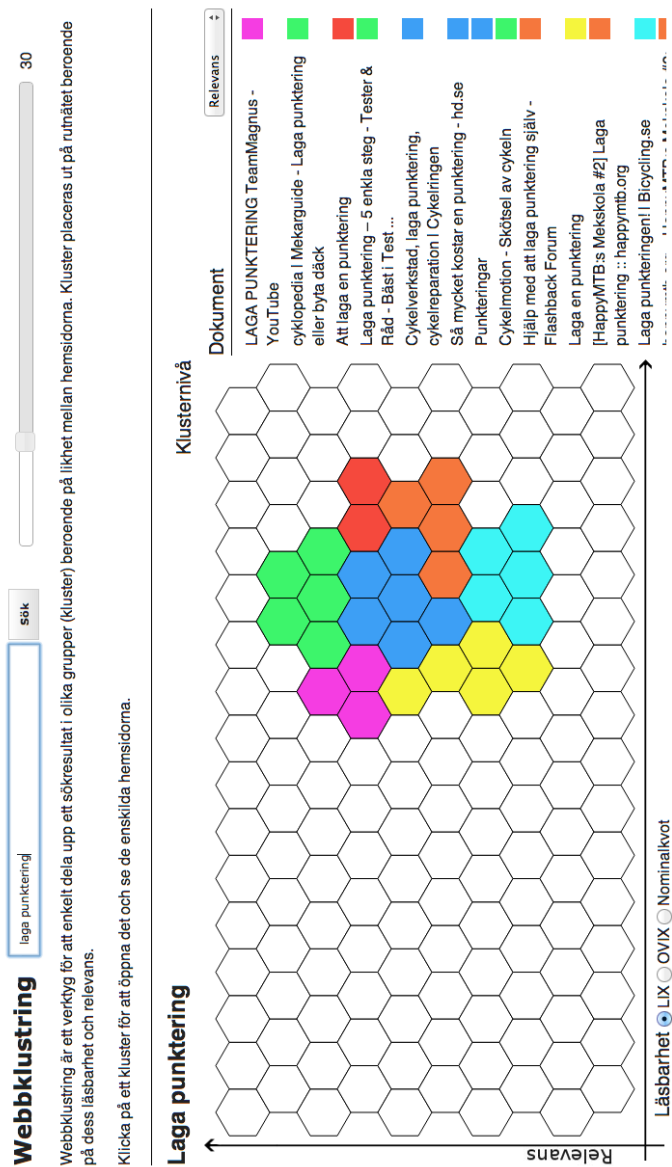 Webbklustring
laga punktering
Sök
30
Webbklustring är ett verktyg för att enkelt dela upp ett sökresultat i olika grupper (kluster) beroende på likhet mellan hemsidorna. Kluster placeras ut på rutnätet beroende
på dess läsbarhet och relevans.
Klicka på ett kluster för att öppna det och se de enskilda hemsidorna.
Laga punktering
Klusternivå
Relevans
Läsbarhet LIX OVIX Nominalkvot
Dokument
Relevans
LAGA PUNKTERING TeamMagnus -
YouTube
cyklopedia | Mekarguide - Laga punktering
eller byta däck
Att laga en punktering
Laga punktering – 5 enkla steg - Tester &
Råd - Bäst i Test ...
Cykelverkstad, laga punktering,
cykelreparation | Cykelringen
Så mycket kostar en punktering - hd.se
Punkteringar
Cykelmotion - Skötsel av cykeln
Hjälp med att laga punktering själv -
Flashback Forum
Laga en punktering
[HappyMTB:s Mekskola #2] Laga
punktering :: happymtb.org
Laga punkteringen! | Bicycling.se